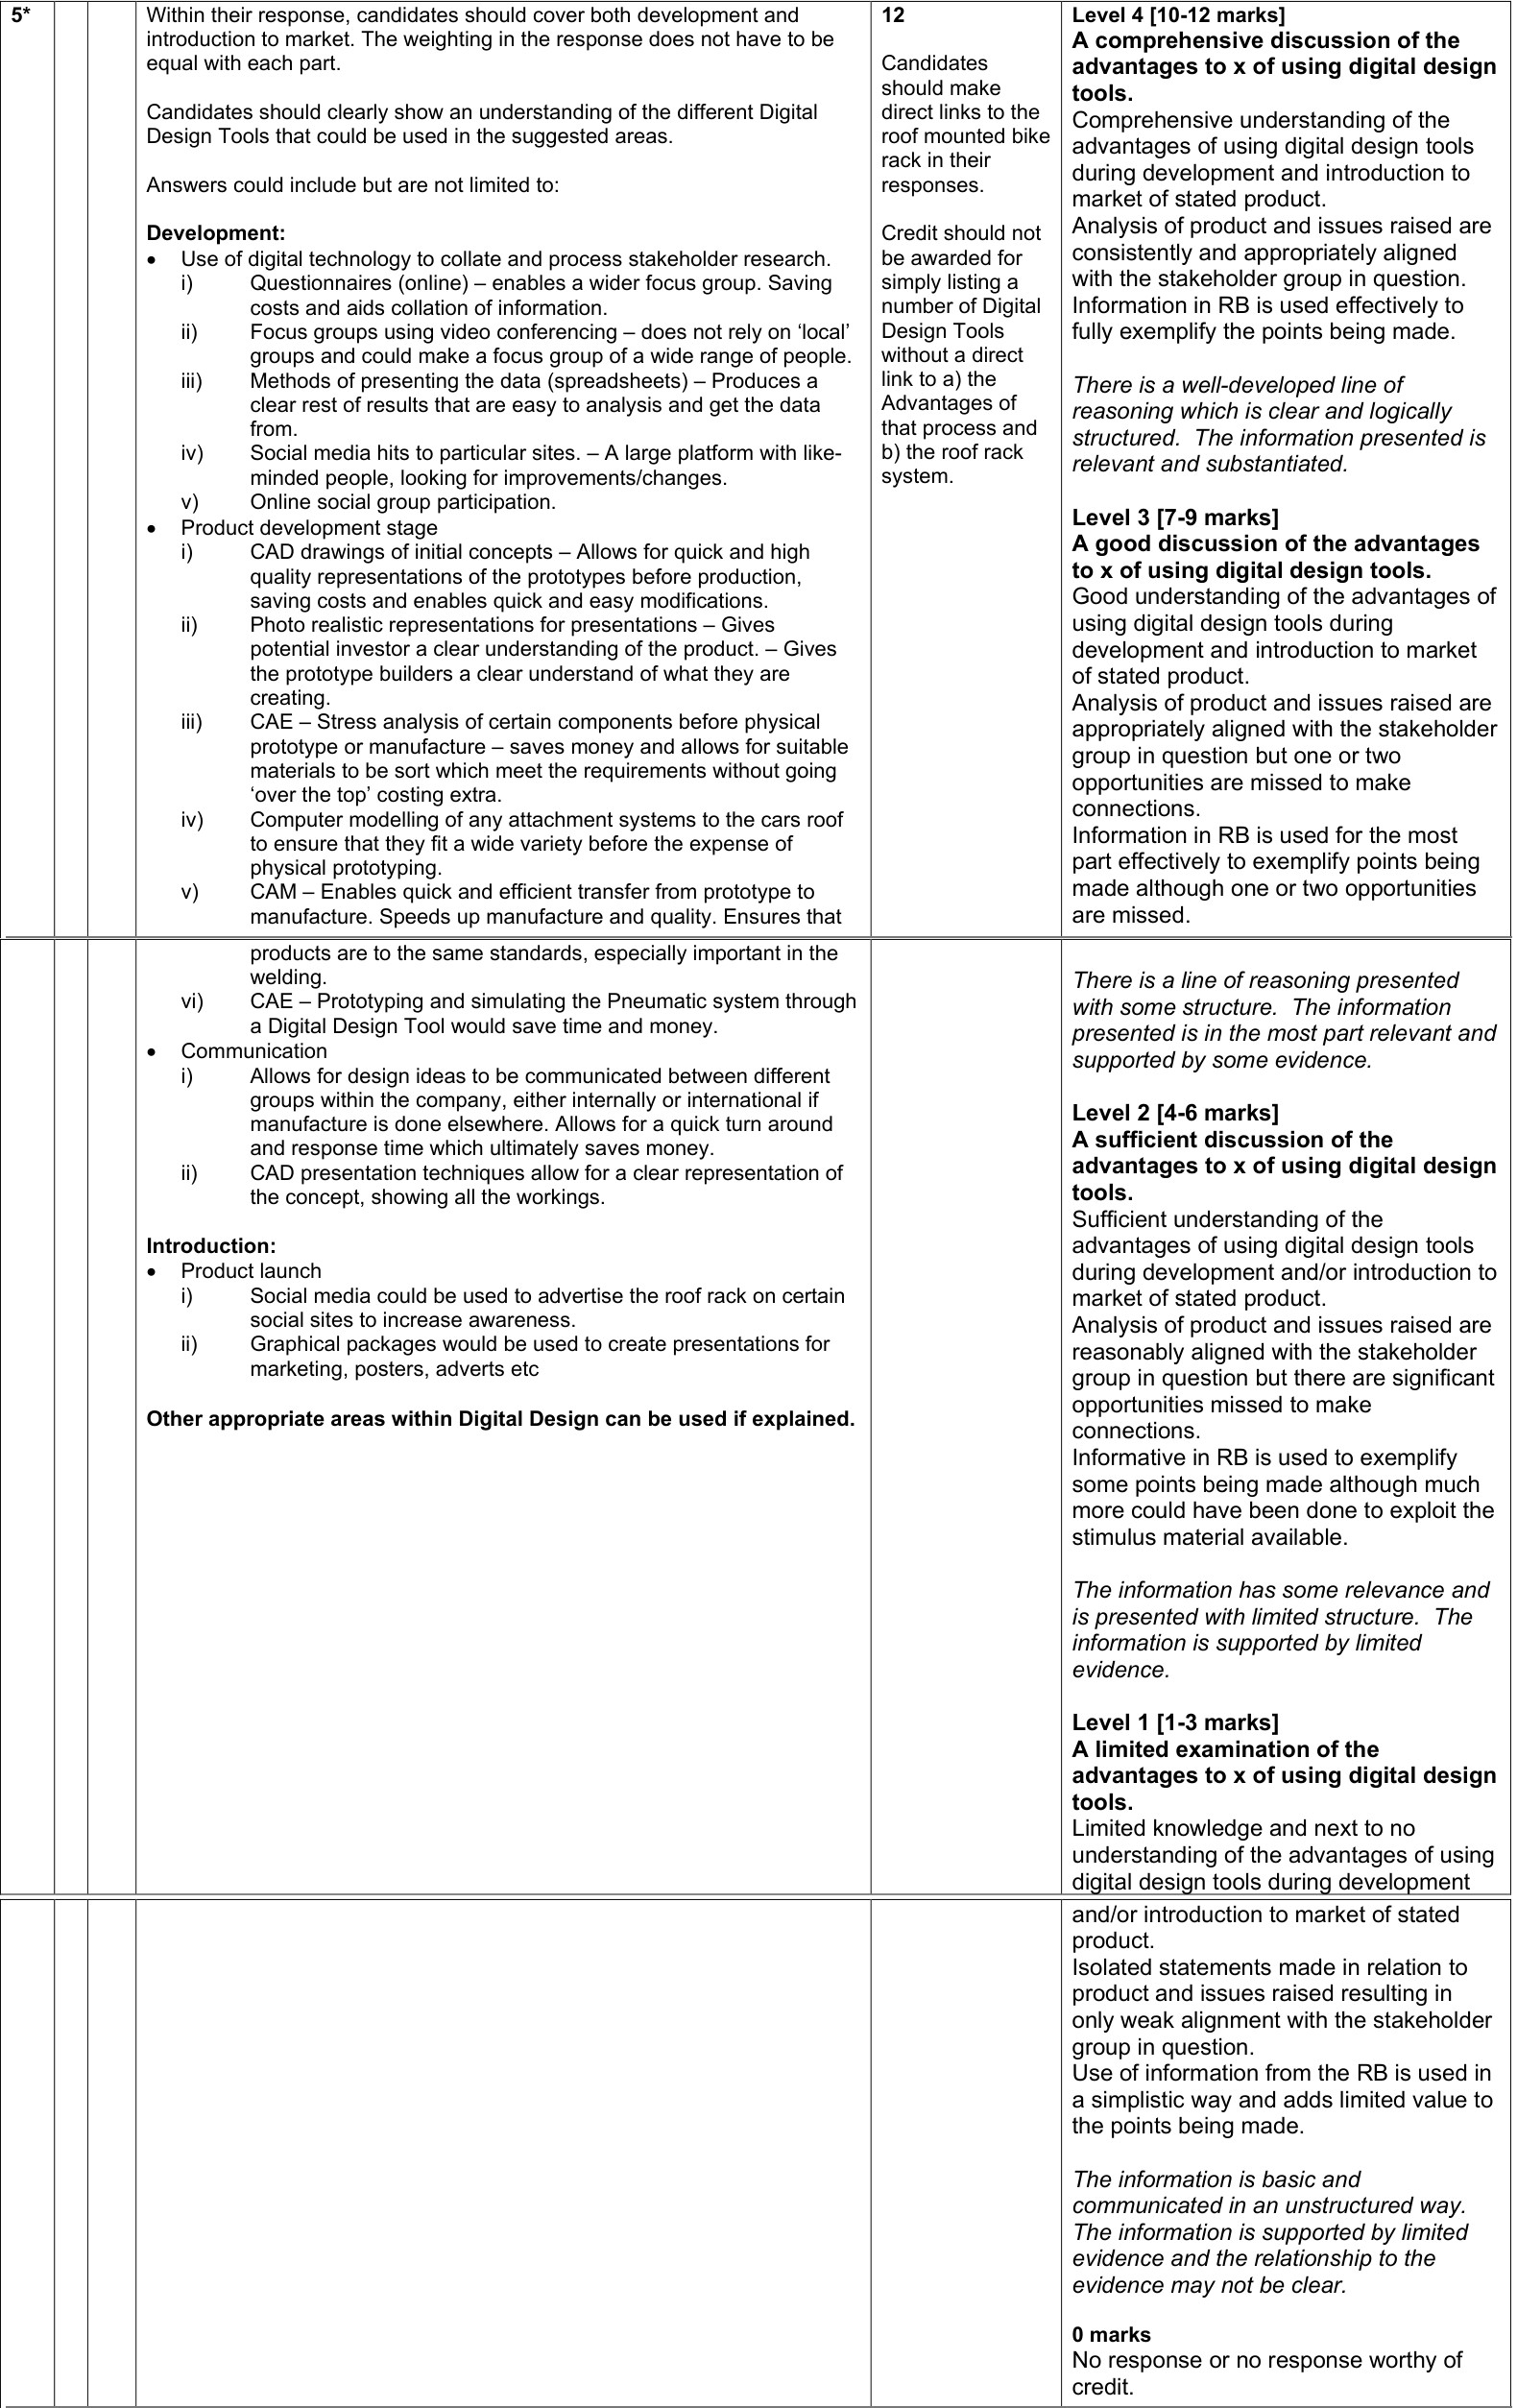 5*
Within their response, candidates should cover both development and
introduction to market. The weighting in the response does not have to be
equal with each part.
Candidates should clearly show an understanding of the different Digital
Design Tools that could be used in the suggested areas.
Answers could include but are not limited to:
Development:
• Use of digital technology to collate and process stakeholder research.
i) Questionnaires (online) – enables a wider focus group. Saving
costs and aids collation of information.
ii) Focus groups using video conferencing – does not rely on ‘local’
groups and could make a focus group of a wide range of people.
iii) Methods of presenting the data (spreadsheets) – Produces a
clear rest of results that are easy to analysis and get the data
from.
iv) Social media hits to particular sites. – A large platform with like-
minded people, looking for improvements/changes.
v) Online social group participation.
• Product development stage
i) CAD drawings of initial concepts – Allows for quick and high
quality representations of the prototypes before production,
saving costs and enables quick and easy modifications.
ii) Photo realistic representations for presentations – Gives
potential investor a clear understanding of the product. – Gives
the prototype builders a clear understand of what they are
creating.
iii) CAE – Stress analysis of certain components before physical
prototype or manufacture – saves money and allows for suitable
materials to be sort which meet the requirements without going
‘over the top’ costing extra.
iv) Computer modelling of any attachment systems to the cars roof
to ensure that they fit a wide variety before the expense of
physical prototyping.
v) CAM – Enables quick and efficient transfer from prototype to
manufacture. Speeds up manufacture and quality. Ensures that
12
Candidates
should make
direct links to the
roof mounted bike
rack in their
responses.
Credit should not
be awarded for
simply listing a
number of Digital
Design Tools
without a direct
link to a) the
Advantages of
that process and
b) the roof rack
system.
Level 4 [10-12 marks]
A comprehensive discussion of the
advantages to x of using digital design
tools.
Comprehensive understanding of the
advantages of using digital design tools
during development and introduction to
market of stated product.
Analysis of product and issues raised are
consistently and appropriately aligned
with the stakeholder group in question.
Information in RB is used effectively to
fully exemplify the points being made.
There is a well-developed line of
reasoning which is clear and logically
structured. The information presented is
relevant and substantiated.
Level 3 [7-9 marks]
A good discussion of the advantages
to x of using digital design tools.
Good understanding of the advantages of
using digital design tools during
development and introduction to market
of stated product.
Analysis of product and issues raised are
appropriately aligned with the stakeholder
group in question but one or two
opportunities are missed to make
connections.
Information in RB is used for the most
part effectively to exemplify points being
made although one or two opportunities
are missed.
products are to the same standards, especially important in the
welding.
vi) CAE – Prototyping and simulating the Pneumatic system through
a Digital Design Tool would save time and money.
• Communication
i) Allows for design ideas to be communicated between different
groups within the company, either internally or international if
manufacture is done elsewhere. Allows for a quick turn around
and response time which ultimately saves money.
ii) CAD presentation techniques allow for a clear representation of
the concept, showing all the workings.
Introduction:
• Product launch
i) Social media could be used to advertise the roof rack on certain
social sites to increase awareness.
ii) Graphical packages would be used to create presentations for
marketing, posters, adverts etc
Other appropriate areas within Digital Design can be used if explained.
There is a line of reasoning presented
with some structure. The information
presented is in the most part relevant and
supported by some evidence.
Level 2 [4-6 marks]
A sufficient discussion of the
advantages to x of using digital design
tools.
Sufficient understanding of the
advantages of using digital design tools
during development and/or introduction to
market of stated product.
Analysis of product and issues raised are
reasonably aligned with the stakeholder
group in question but there are significant
opportunities missed to make
connections.
Informative in RB is used to exemplify
some points being made although much
more could have been done to exploit the
stimulus material available.
The information has some relevance and
is presented with limited structure. The
information is supported by limited
evidence.
Level 1 [1-3 marks]
A limited examination of the
advantages to x of using digital design
tools.
Limited knowledge and next to no
understanding of the advantages of using
digital design tools during development
and/or introduction to market of stated
product.
Isolated statements made in relation to
product and issues raised resulting in
only weak alignment with the stakeholder
group in question.
Use of information from the RB is used in
a simplistic way and adds limited value to
the points being made.
The information is basic and
communicated in an unstructured way.
The information is supported by limited
evidence and the relationship to the
evidence may not be clear.
0 marks
No response or no response worthy of
credit.